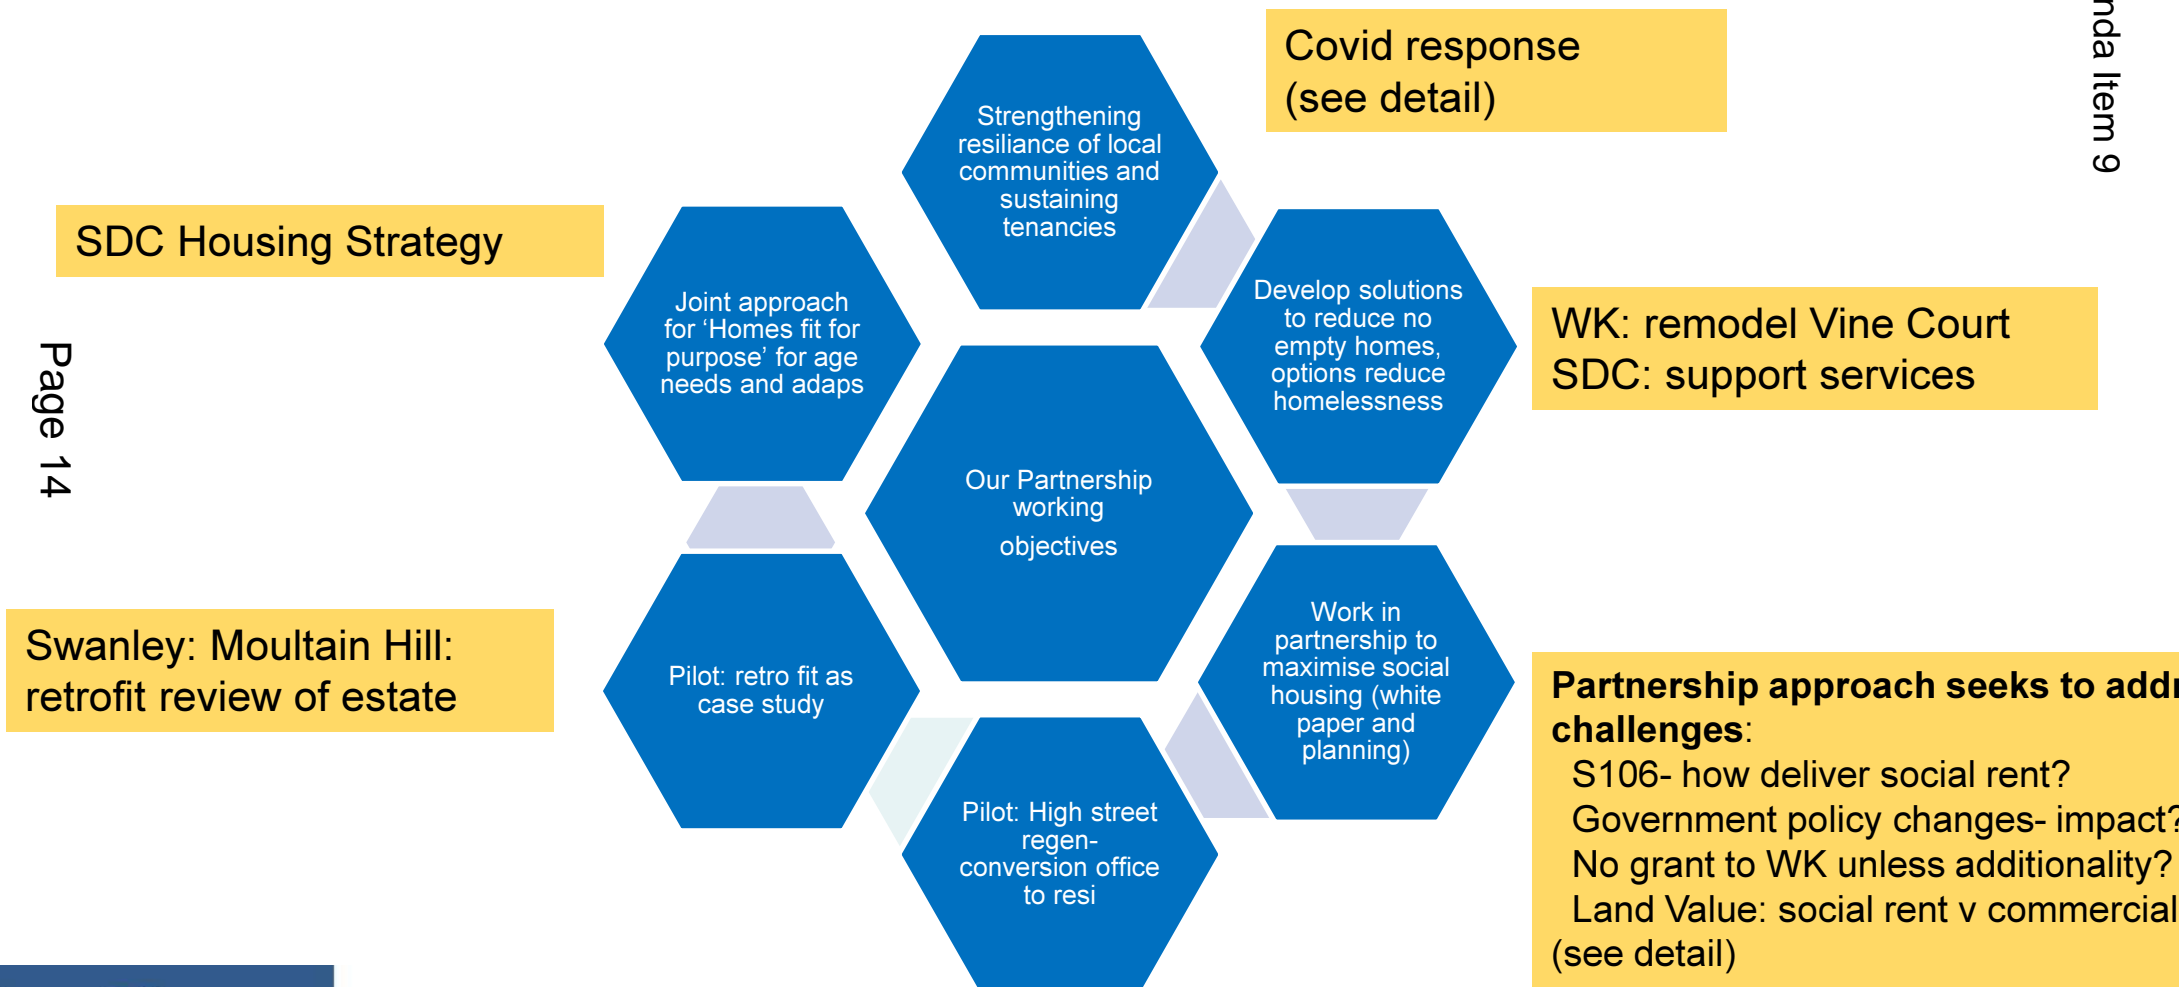 nda Item 9
Page 14
Covid response
(see detail)
Strengthening
resiliance of local
communities and
sustaining
tenancies
SDC Housing Strategy
Joint approach
for ‘Homes fit for
purpose’ for age
needs and adaps
Develop solutions
to reduce no
empty homes,
options reduce
homelessness
WK: remodel Vine Court
SDC: support services
Our Partnership
working
objectives
Swanley: Moultain Hill:
retrofit review of estate
Pilot: retro fit as
case study
Work in
partnership to
maximise social
housing (white
paper and
planning)
Pilot: High street
regen-
conversion office
to resi
Partnership approach seeks to addr
challenges:
S106- how deliver social rent?
Government policy changes- impact?
No grant to WK unless additionality?
Land Value: social rent v commercial
(see detail)